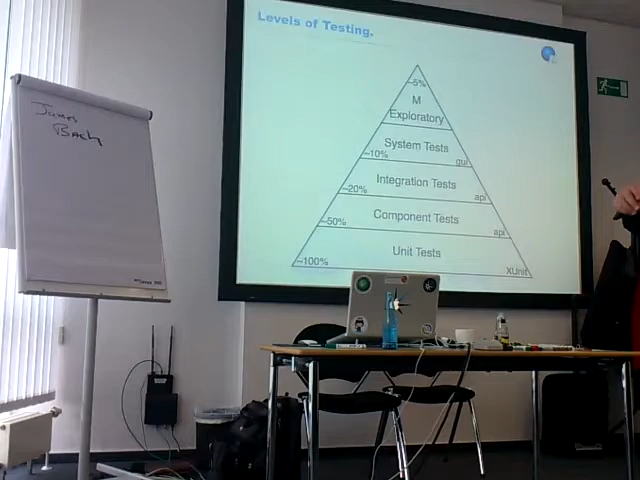 James
Bach
Levels of Testing.
~5%
M
Exploratory
System Tests
~10%
gui
Integration Tests
~20%
api
Component Tests
~50%
api
Unit Tests
~100%
XUnit